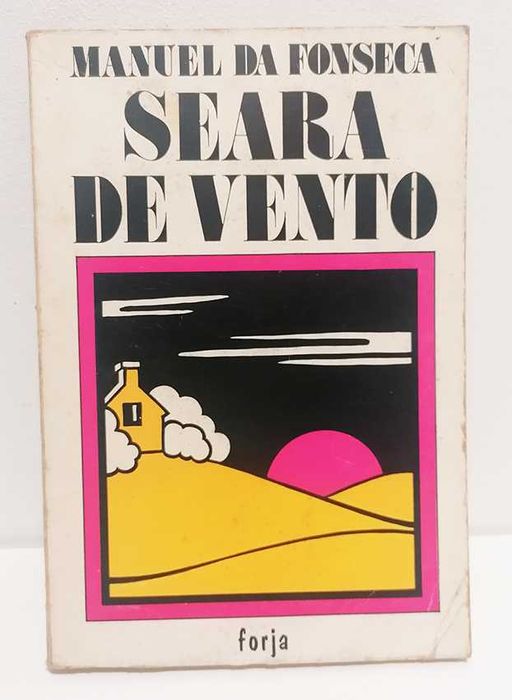 MANUEL DA FONSECA
SEARA
DE VENTO
forja